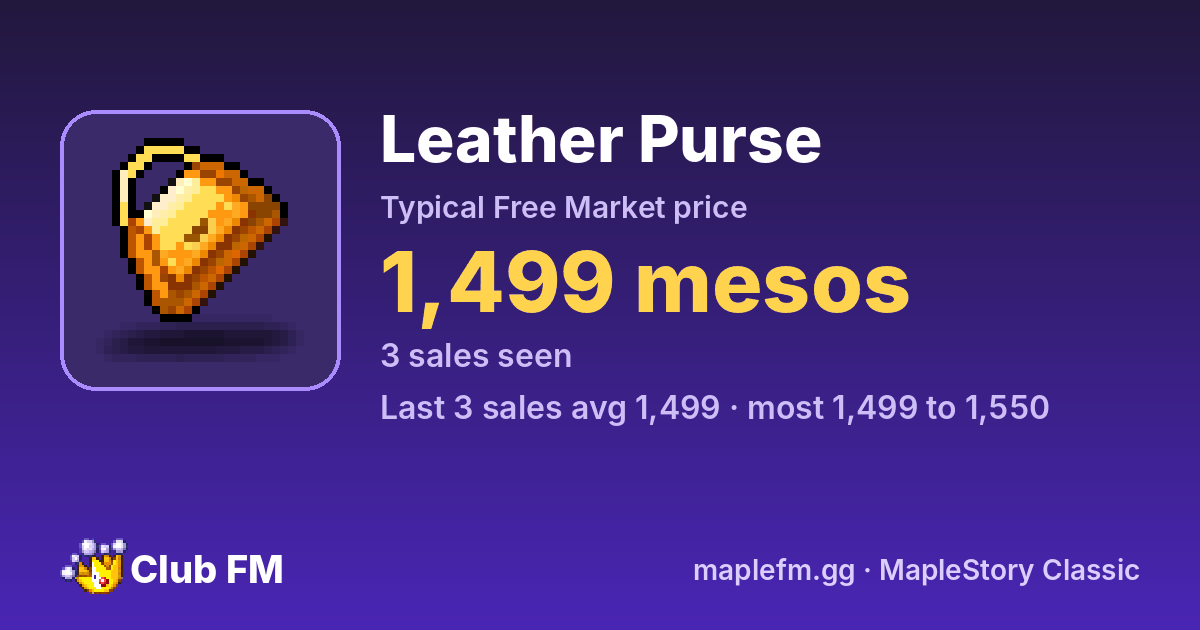 Leather Purse
Typical Free Market price
1,499 mesos
3 sales seen
Last 3 sales avg 1,499 · most 1,499 to 1,550
Club FM
maplefm.gg · MapleStory Classic